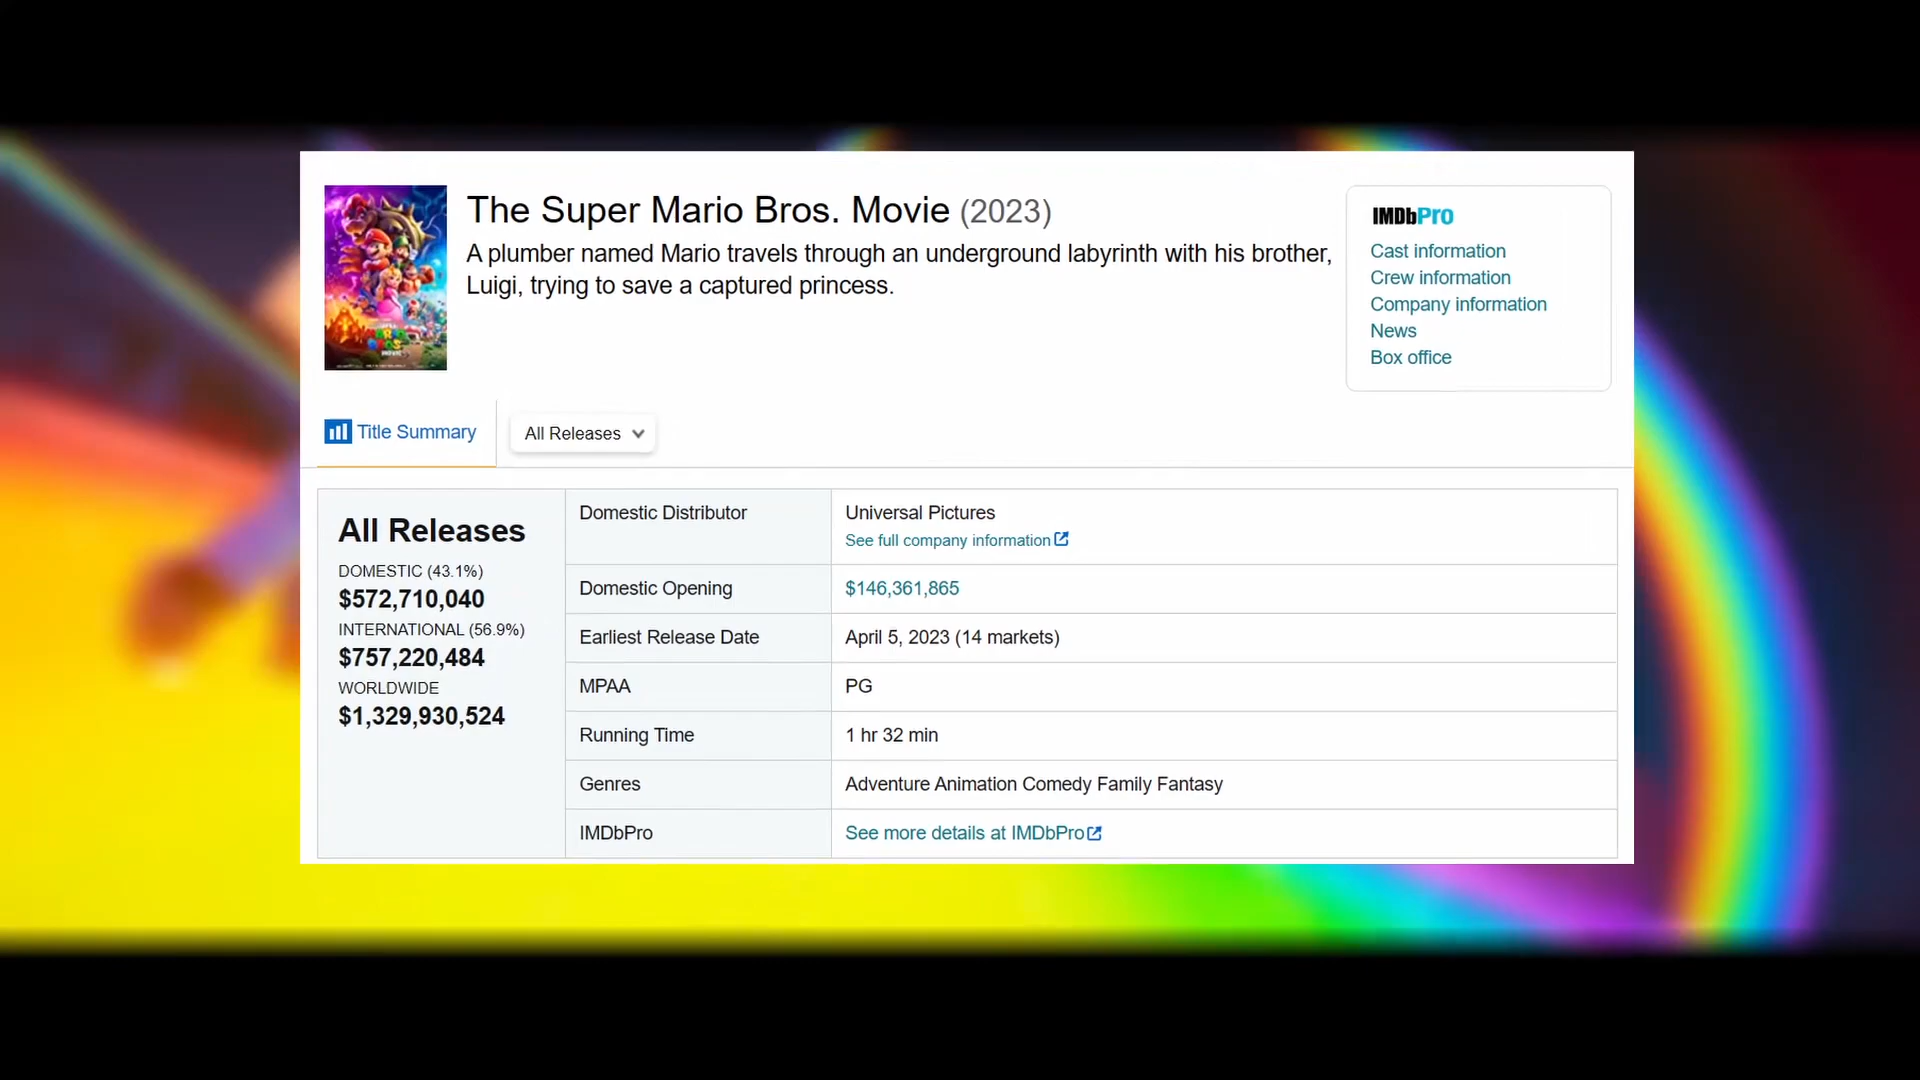 The Super Mario Bros. Movie (2023)
A plumber named Mario travels through an underground labyrinth with his brother,
Luigi, trying to save a captured princess.
IMDbPro
Cast information
Crew information
Company information
News
Box office
Title Summary
All Releases
All Releases
DOMESTIC (43.1%)
$572,710,040
INTERNATIONAL (56.9%)
$757,220,484
WORLDWIDE
$1,329,930,524
Domestic Distributor
Universal Pictures
See full company information
Domestic Opening
$146,361,865
Earliest Release Date
April 5, 2023 (14 markets)
MPAA
PG
Running Time
1 hr 32 min
Genres
Adventure Animation Comedy Family Fantasy
IMDbPro
See more details at IMDbPro